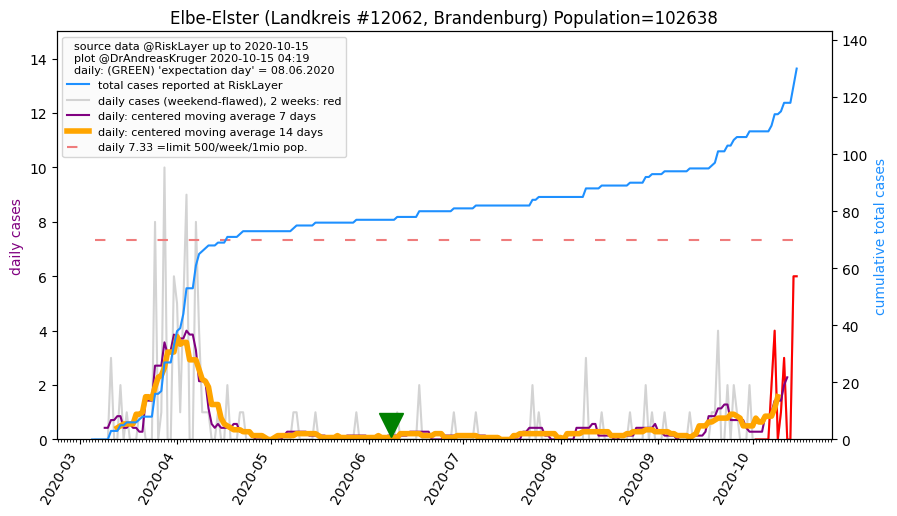 Elbe-Elster (Landkreis #12062, Brandenburg) Population=102638
source data @RiskLayer up to 2020-10-15
plot @DrAndreasKruger 2020-10-15 04:19
daily: (GREEN) 'expectation day' = 08.06.2020
total cases reported at RiskLayer
daily cases (weekend-flawed), 2 weeks: red
daily: centered moving average 7 days
daily: centered moving average 14 days
daily 7.33 =limit 500/week/1mio pop.
daily cases
14
12
10
8
6
4
2
0
140
120
100
80
60
40
20
0
cumulative total cases
2020-03
2020-04
2020-05
2020-06
2020-07
2020-08
2020-09
2020-10